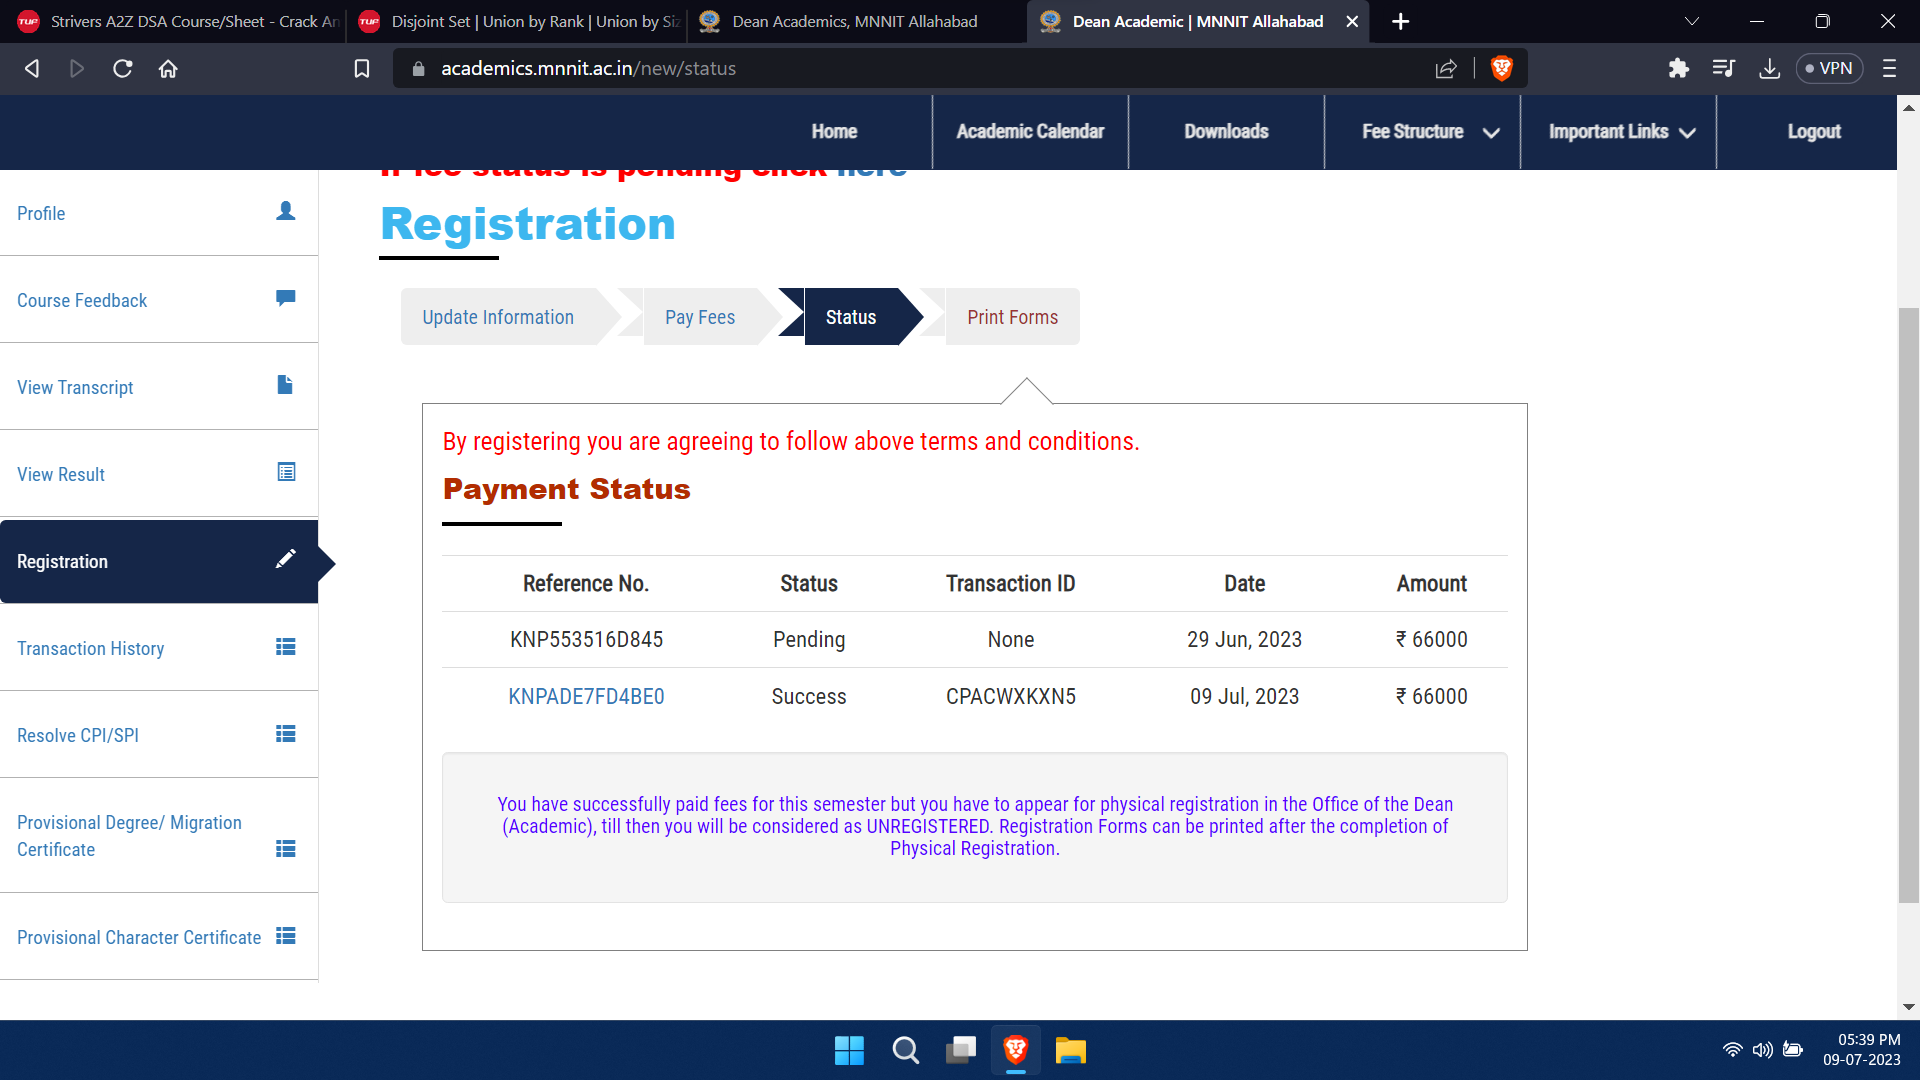 Strivers A2Z DSA Course/Sheet - Crack An
Disjoint Set | Union by Rank | Union by Siz
Dean Academics, MNNIT Allahabad
Dean Academic | MNNIT Allahabad
academics.mnnit.ac.in/new/status
VPN
Home
Academic Calendar
Downloads
Fee Structure
Important Links
Logout
If fee status is pending click here
Registration
Profile
Course Feedback
View Transcript
View Result
Registration
Transaction History
Resolve CPI/SPI
Provisional Degree/ Migration
Certificate
Provisional Character Certificate
Update Information
Pay Fees
Status
Print Forms
By registering you are agreeing to follow above terms and conditions.
Payment Status
Reference No. Status Transaction ID Date Amount
KNP553516D845 Pending None 29 Jun, 2023 ₹ 66000
KNPADE7FD4BE0 Success CPACWXKXN5 09 Jul, 2023 ₹ 66000
You have successfully paid fees for this semester but you have to appear for physical registration in the Office of the Dean
(Academic), till then you will be considered as UNREGISTERED. Registration Forms can be printed after the completion of
Physical Registration.
05:39 PM
09-07-2023